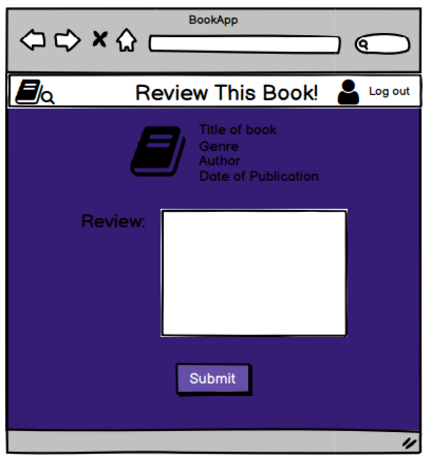 BookApp
Review This Book!
Log out
Title of book
Genre
Author
Date of Publication
Review:
Submit